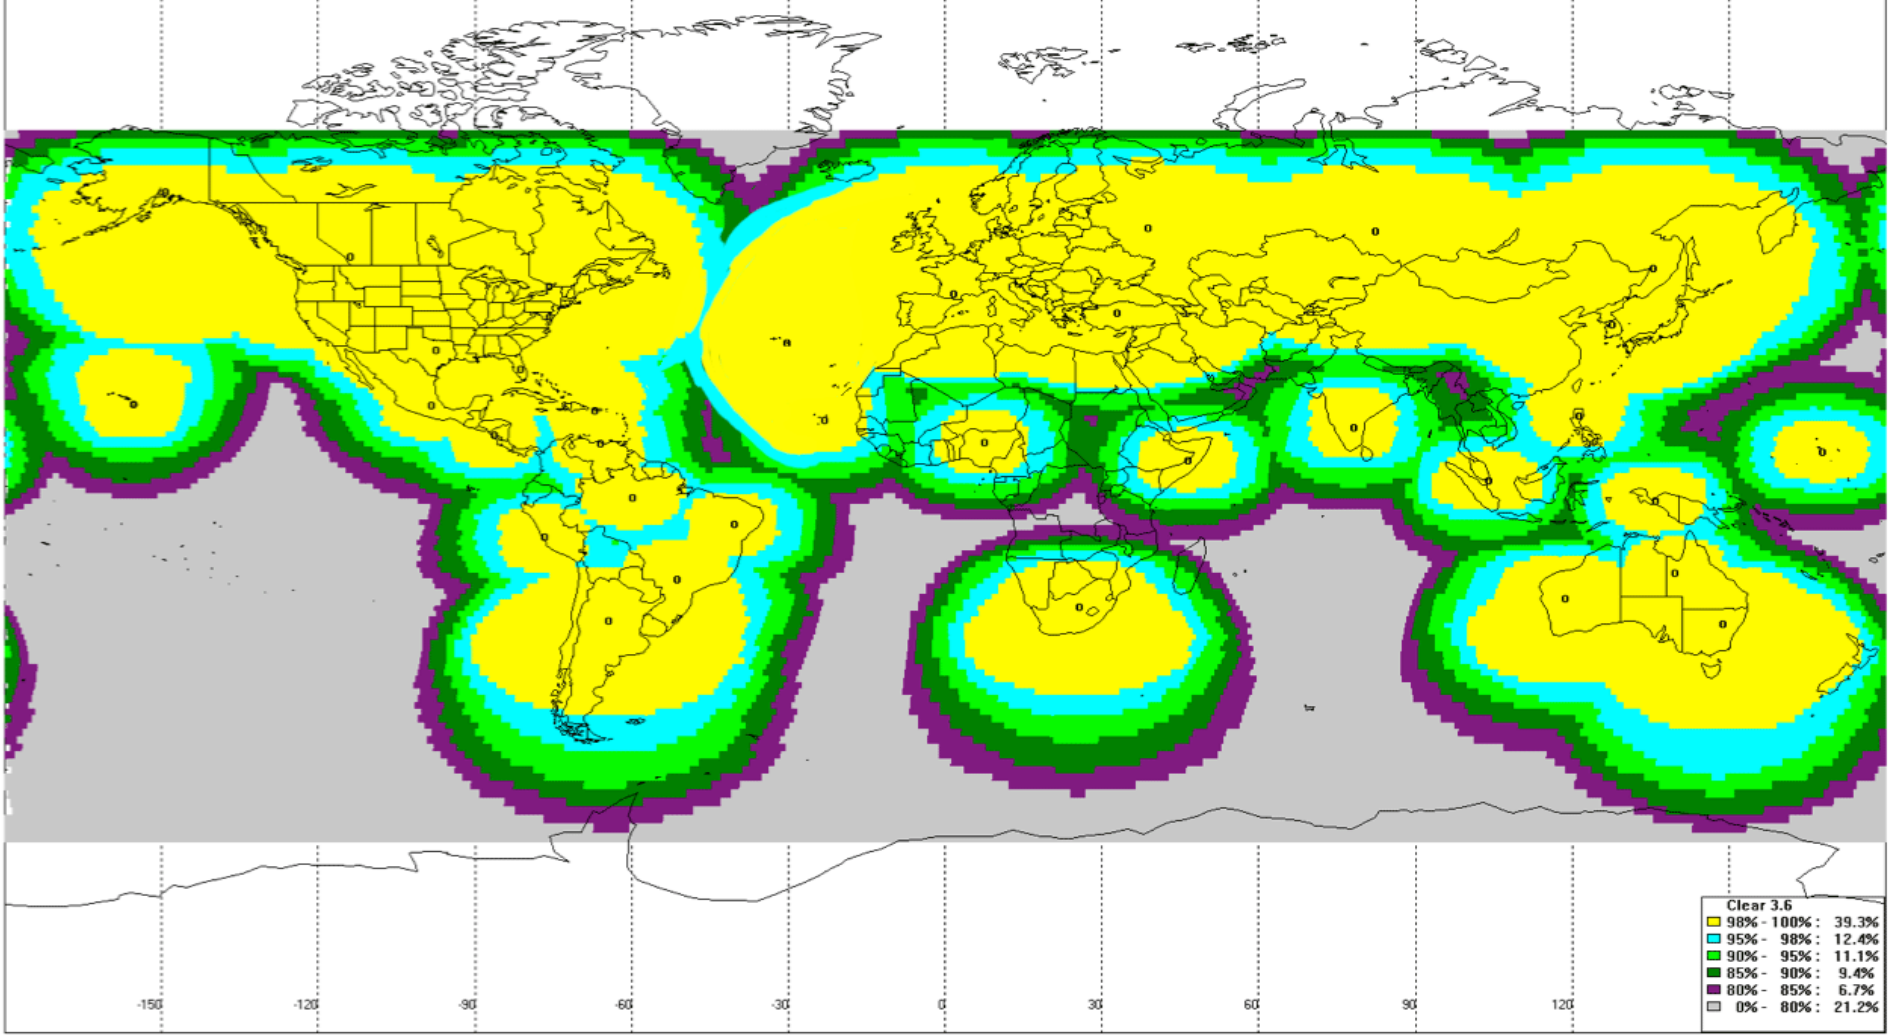 Clear 3.6
98% - 100% : 39.3%
95% - 98% : 12.4%
90% - 95% : 11.1%
85% - 90% : 9.4%
80% - 85% : 6.7%
0% - 80% : 21.2%
-150 -120 -90 -60 -30 0 30 60 90 120